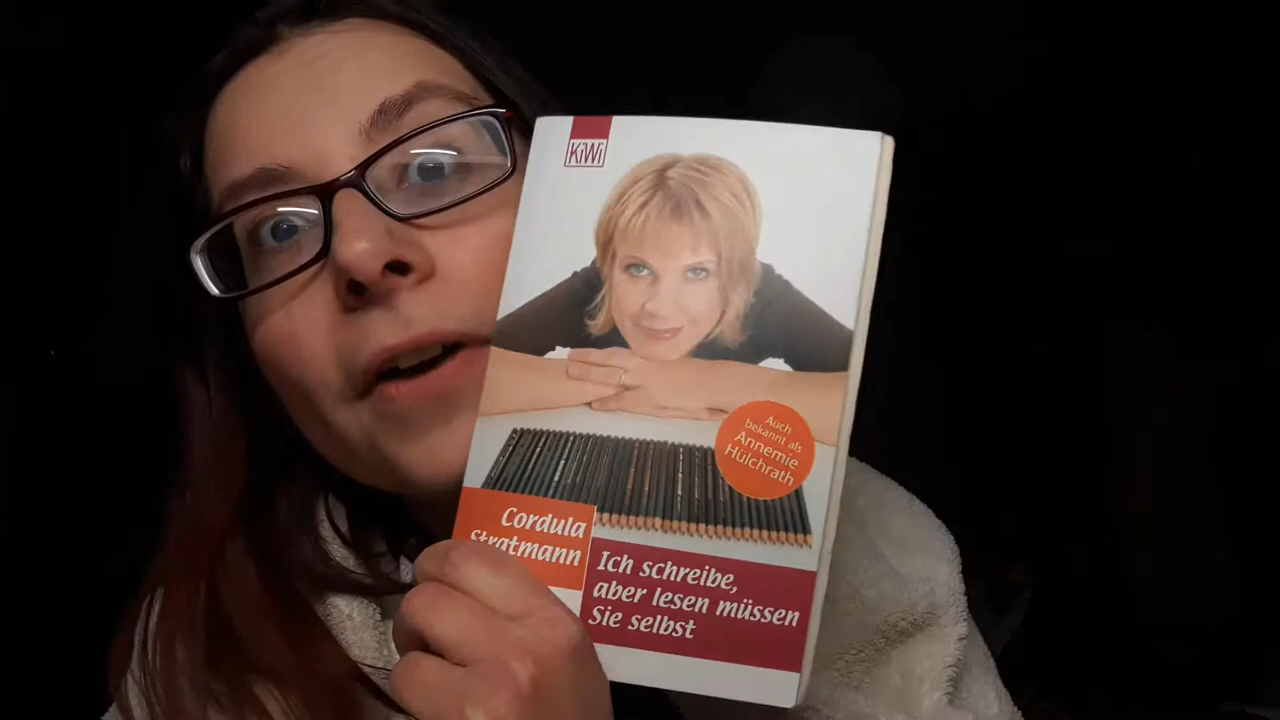 KiWi
Auch
bekannt als
Annemie
Hülchrath
Cordula
Stratmann
Ich schreibe,
aber lesen müssen
Sie selbst